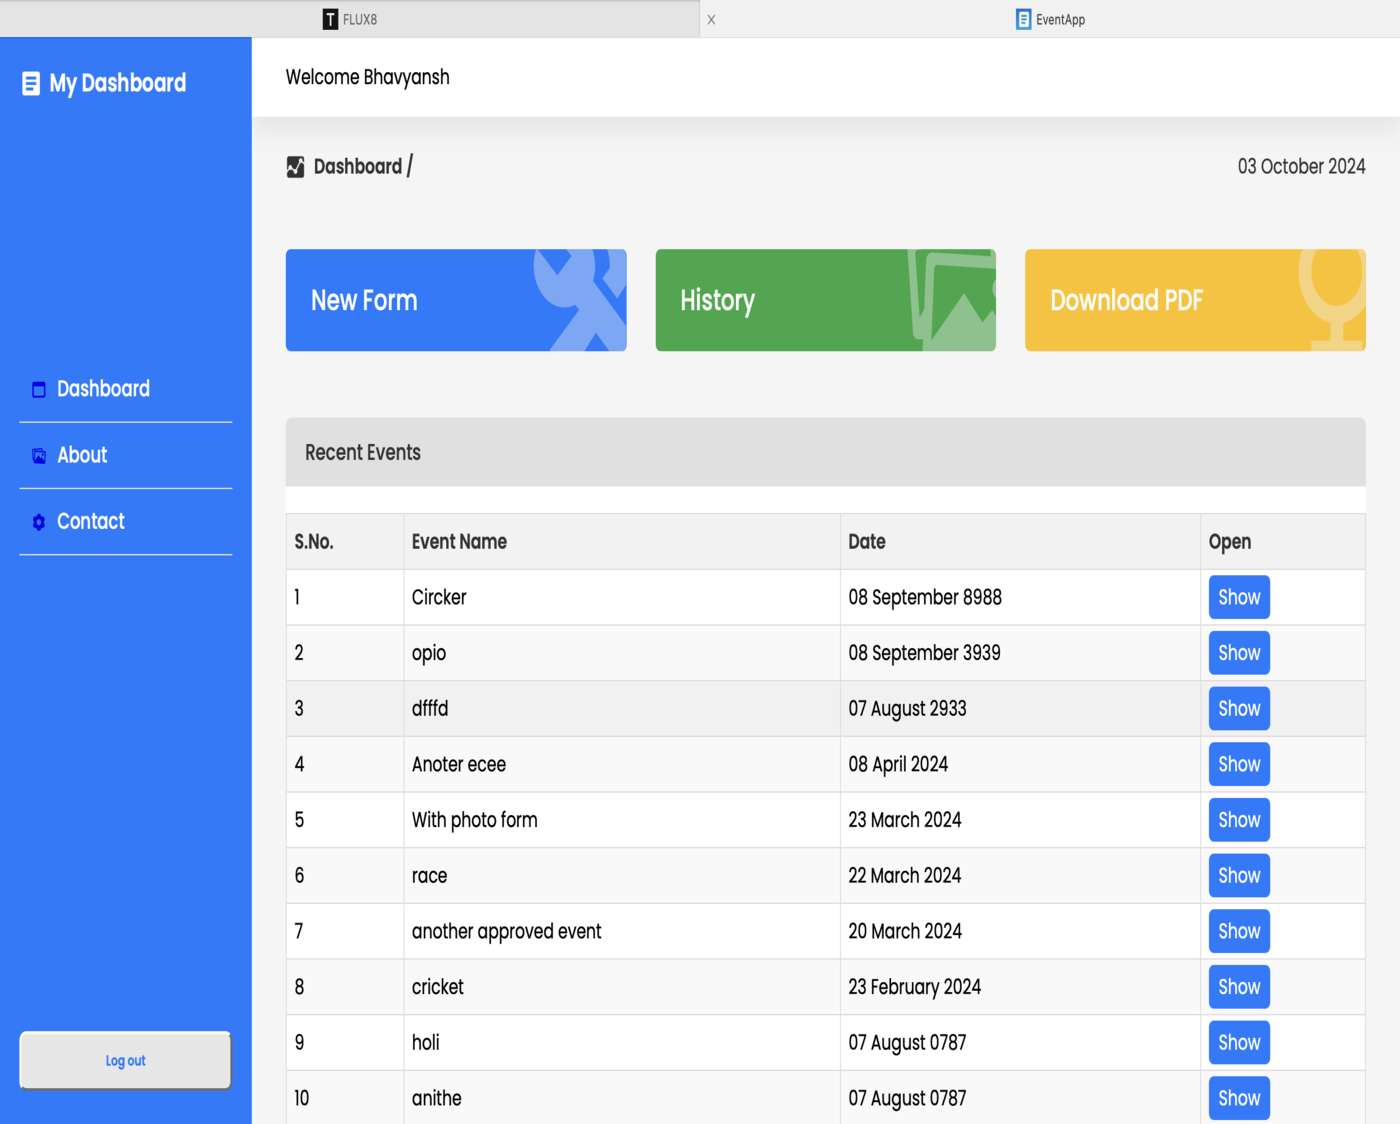 T FLUX8
X
EventApp
My Dashboard
Welcome Bhavyansh
Dashboard /
03 October 2024
New Form
History
Download PDF
Dashboard
About
Contact
Log out
Recent Events
S.No. Event Name Date Open
1 Circker 08 September 8988 Show
2 opio 08 September 3939 Show
3 dfffd 07 August 2933 Show
4 Anoter ecee 08 April 2024 Show
5 With photo form 23 March 2024 Show
6 race 22 March 2024 Show
7 another approved event 20 March 2024 Show
8 cricket 23 February 2024 Show
9 holi 07 August 0787 Show
10 anithe 07 August 0787 Show